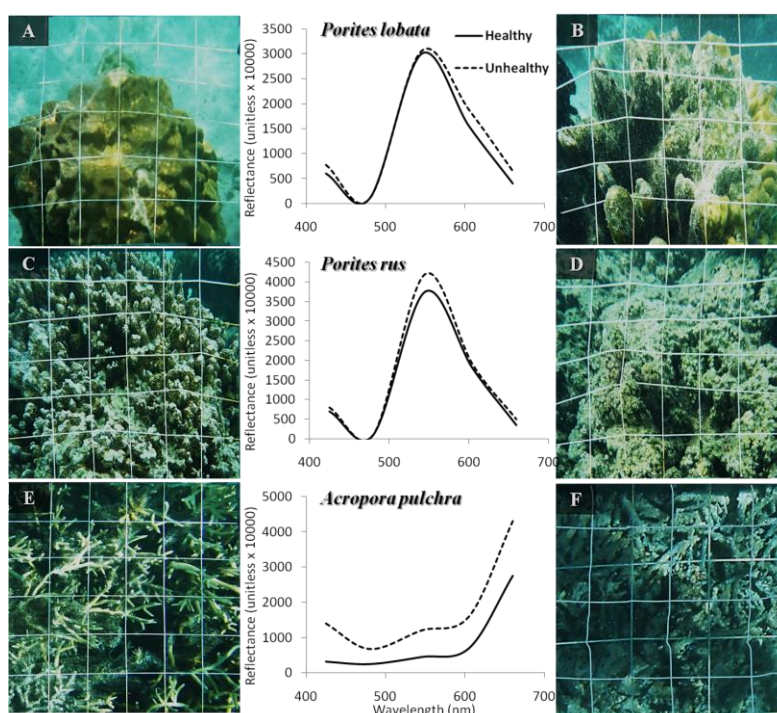 A
Porites lobata
Healthy
Unhealthy
Reflectance (unitless x 10000)
3500
3000
2500
2000
1500
1000
500
0
400
500
600
700
B
C
Porites rus
Reflectance (unitless x 10000)
4500
4000
3500
3000
2500
2000
1500
1000
500
0
400
500
600
700
D
E
Acropora pulchra
Reflectance (unitless x 10000)
5000
4000
3000
2000
1000
0
400
500
600
700
Wavelength (nm)
F